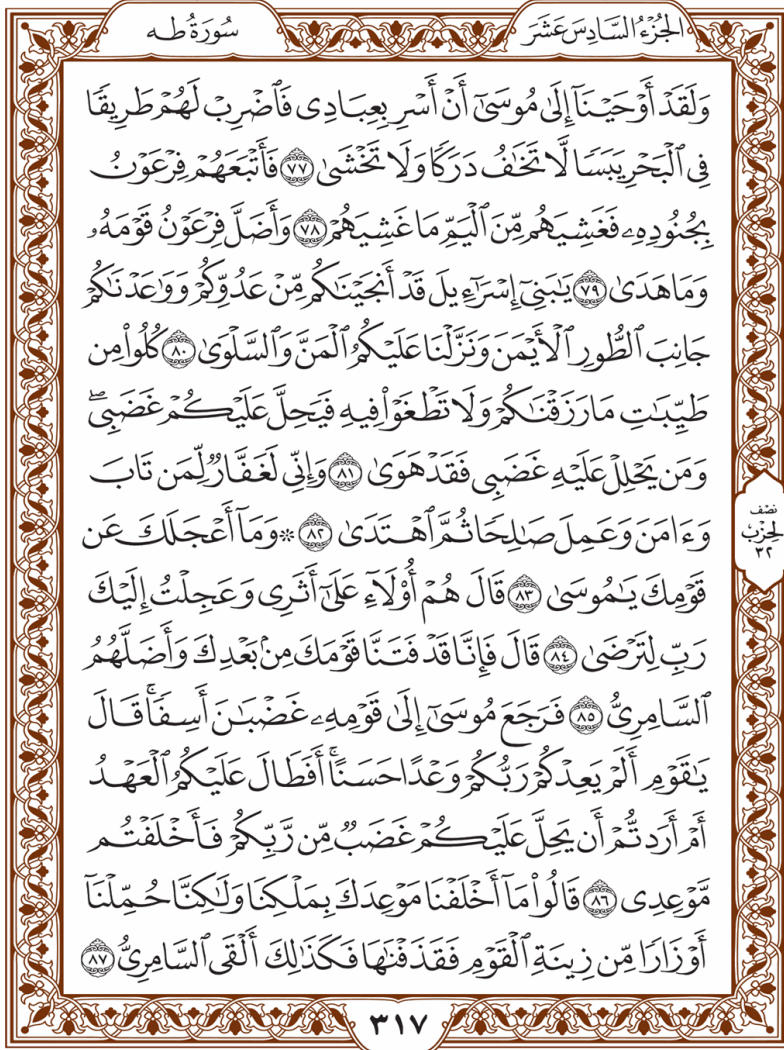 الجُزْءُ السَّادِسَ عَشَرَ
سُورَةُ طه
وَلَقَدۡ أَوۡحَيۡنَآ إِلَىٰ مُوسَىٰٓ أَنۡ أَسۡرِ بِعِبَادِي فَٱضۡرِبۡ لَهُمۡ طَرِيقٗا
فِي ٱلۡبَحۡرِ يَبَسٗا لَّا تَخَٰفُ دَرَكٗا وَلَا تَخۡشَىٰ ٧٧ فَأَتۡبَعَهُمۡ فِرۡعَوۡنُ
بِجُنُودِهِۦ فَغَشِيَهُم مِّنَ ٱلۡيَمِّ مَا غَشِيَهُمۡ ٧٨ وَأَضَلَّ فِرۡعَوۡنُ قَوۡمَهُۥ
وَمَا هَدَىٰ ٧٩ يَٰبَنِيٓ إِسۡرَٰٓءِيلَ قَدۡ أَنجَيۡنَٰكُم مِّنۡ عَدُوِّكُمۡ وَوَٰعَدۡنَٰكُمۡ
جَانِبَ ٱلطُّورِ ٱلۡأَيۡمَنَ وَنَزَّلۡنَا عَلَيۡكُمُ ٱلۡمَنَّ وَٱلسَّلۡوَىٰ ٨٠ كُلُواْ مِن
طَيِّبَٰتِ مَا رَزَقۡنَٰكُمۡ وَلَا تَطۡغَوۡاْ فِيهِ فَيَحِلَّ عَلَيۡكُمۡ غَضَبِيۖ
وَمَن يَحۡلِلۡ عَلَيۡهِ غَضَبِي فَقَدۡ هَوَىٰ ٨١ وَإِنِّي لَغَفَّارٞ لِّمَن تَابَ
وَءَامَنَ وَعَمِلَ صَٰلِحٗا ثُمَّ ٱهۡتَدَىٰ ٨٢ ۞ وَمَآ أَعۡجَلَكَ عَن
نصف
الحزب
٣٢
قَوۡمِكَ يَٰمُوسَىٰ ٨٣ قَالَ هُمۡ أُوْلَآءِ عَلَىٰٓ أَثَرِي وَعَجِلۡتُ إِلَيۡكَ
رَبِّ لِتَرۡضَىٰ ٨٤ قَالَ فَإِنَّا قَدۡ فَتَنَّا قَوۡمَكَ مِنۢ بَعۡدِكَ وَأَضَلَّهُمُ
ٱلسَّامِرِيُّ ٨٥ فَرَجَعَ مُوسَىٰٓ إِلَىٰ قَوۡمِهِۦ غَضۡبَٰنَ أَسِفٗاۚ قَالَ
يَٰقَوۡمِ أَلَمۡ يَعِدۡكُمۡ رَبُّكُمۡ وَعۡدًا حَسَنًاۚ أَفَطَالَ عَلَيۡكُمُ ٱلۡعَهۡدُ
أَمۡ أَرَدتُّمۡ أَن يَحِلَّ عَلَيۡكُمۡ غَضَبٞ مِّن رَّبِّكُمۡ فَأَخۡلَفۡتُم
مَّوۡعِدِي ٨٦ قَالُواْ مَآ أَخۡلَفۡنَا مَوۡعِدَكَ بِمَلۡكِنَا وَلَٰكِنَّا حُمِّلۡنَآ
أَوۡزَارٗا مِّن زِينَةِ ٱلۡقَوۡمِ فَقَذَفۡنَٰهَا فَكَذَٰلِكَ أَلۡقَى ٱلسَّامِرِيُّ ٨٧
٣١٧